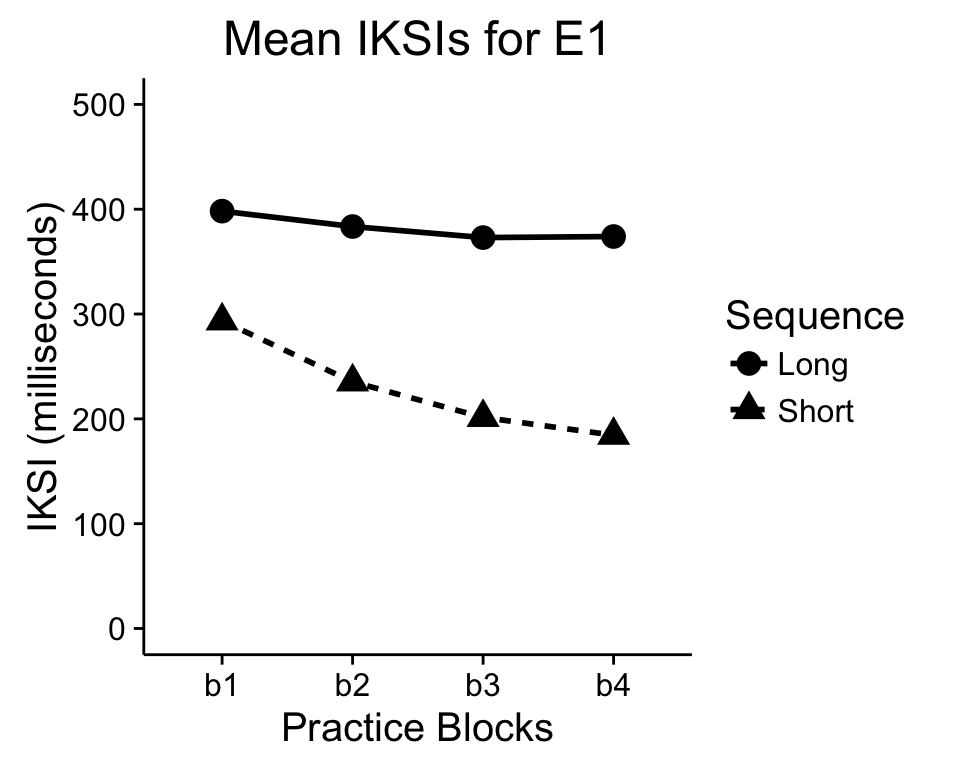 Mean IKSIs for E1
500
400
300
200
100
0
IKSI (milliseconds)
b1 b2 b3 b4
Practice Blocks
Sequence
Long
Short